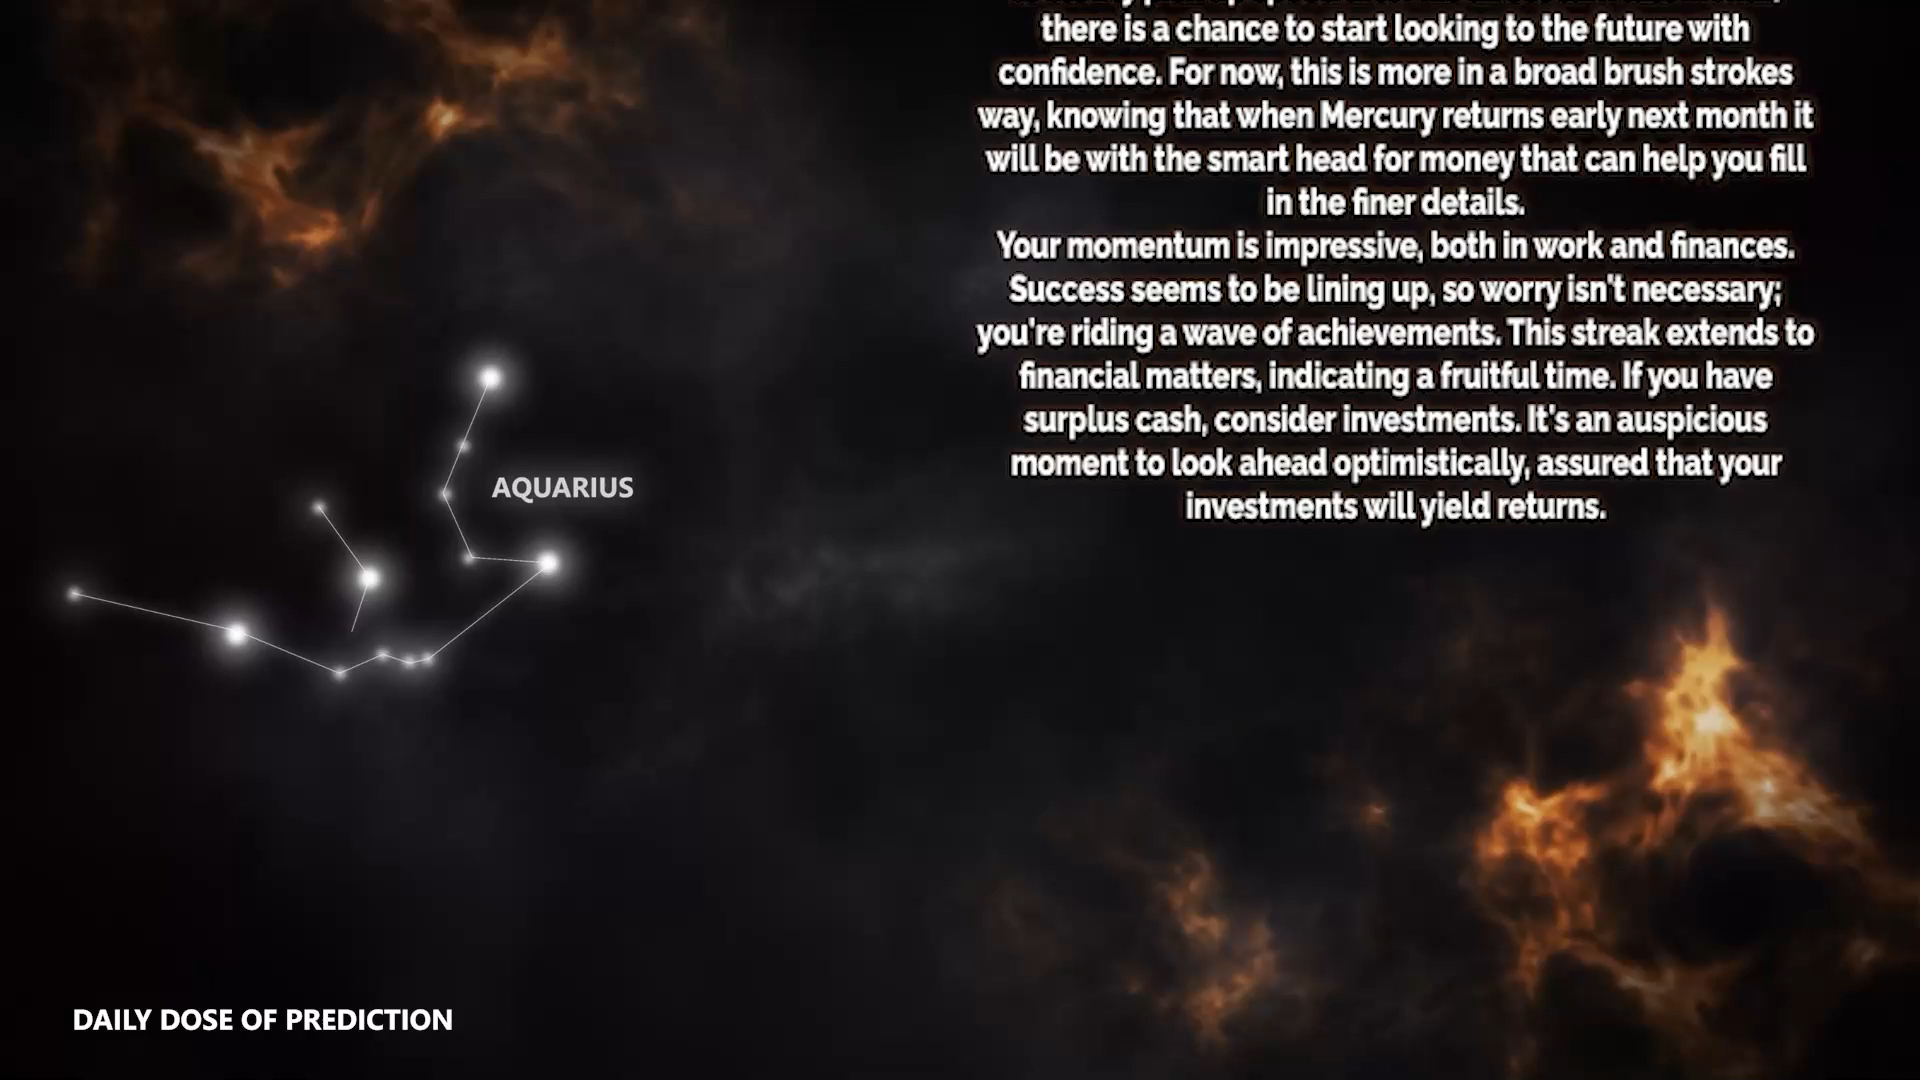 there is a chance to start looking to the future with
confidence. For now, this is more in a broad brush strokes
way, knowing that when Mercury returns early next month it
will be with the smart head for money that can help you fill
in the finer details.
Your momentum is impressive, both in work and finances.
Success seems to be lining up, so worry isn't necessary;
you're riding a wave of achievements. This streak extends to
financial matters, indicating a fruitful time. If you have
surplus cash, consider investments. It's an auspicious
moment to look ahead optimistically, assured that your
investments will yield returns.
AQUARIUS
DAILY DOSE OF PREDICTION